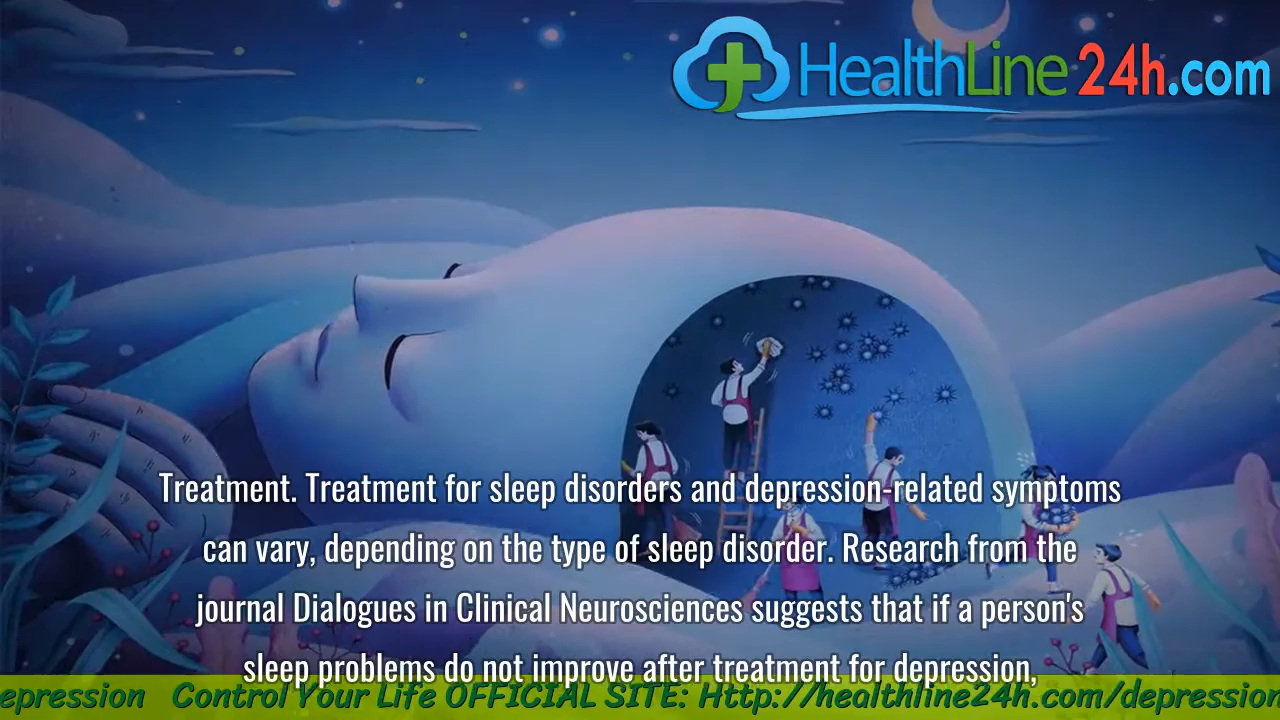 HealthLine24h.com
Treatment. Treatment for sleep disorders and depression-related symptoms
can vary, depending on the type of sleep disorder. Research from the
journal Dialogues in Clinical Neurosciences suggests that if a person's
sleep problems do not improve after treatment for depression,
epression Control Your Life OFFICIAL SITE: Http://healthline24h.com/depression